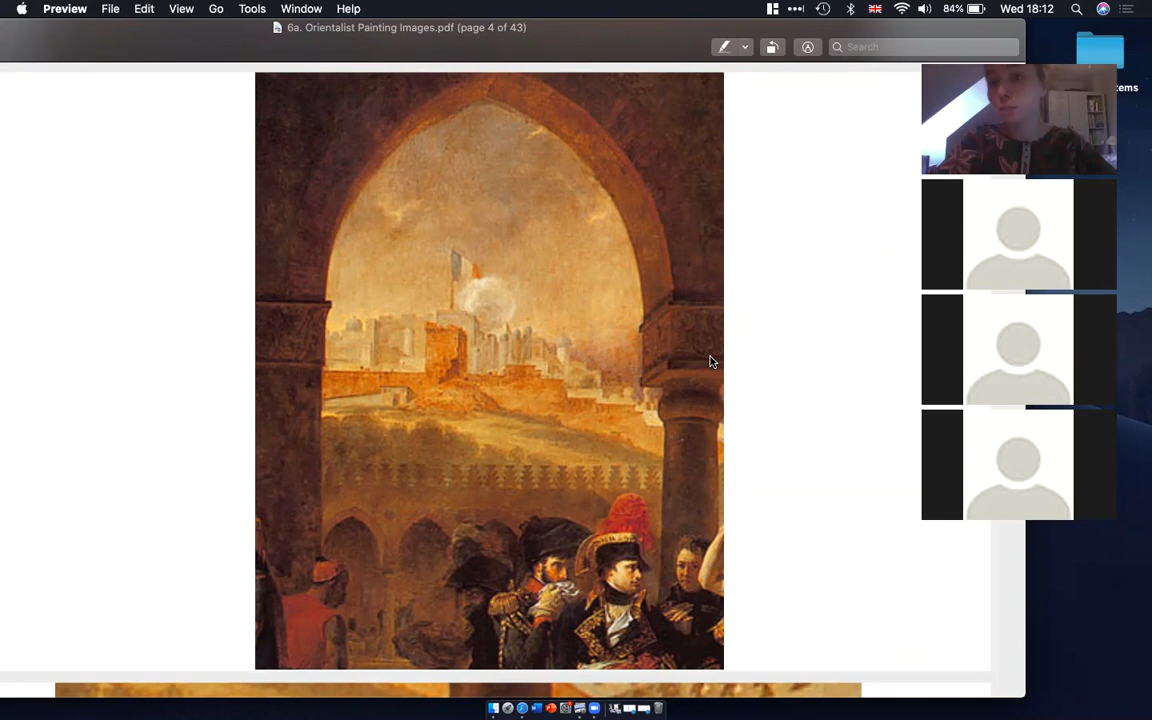 Preview File Edit View Go Tools Window Help 84% Wed 18:12
6a. Orientalist Painting Images.pdf (page 4 of 43)
Search
tems